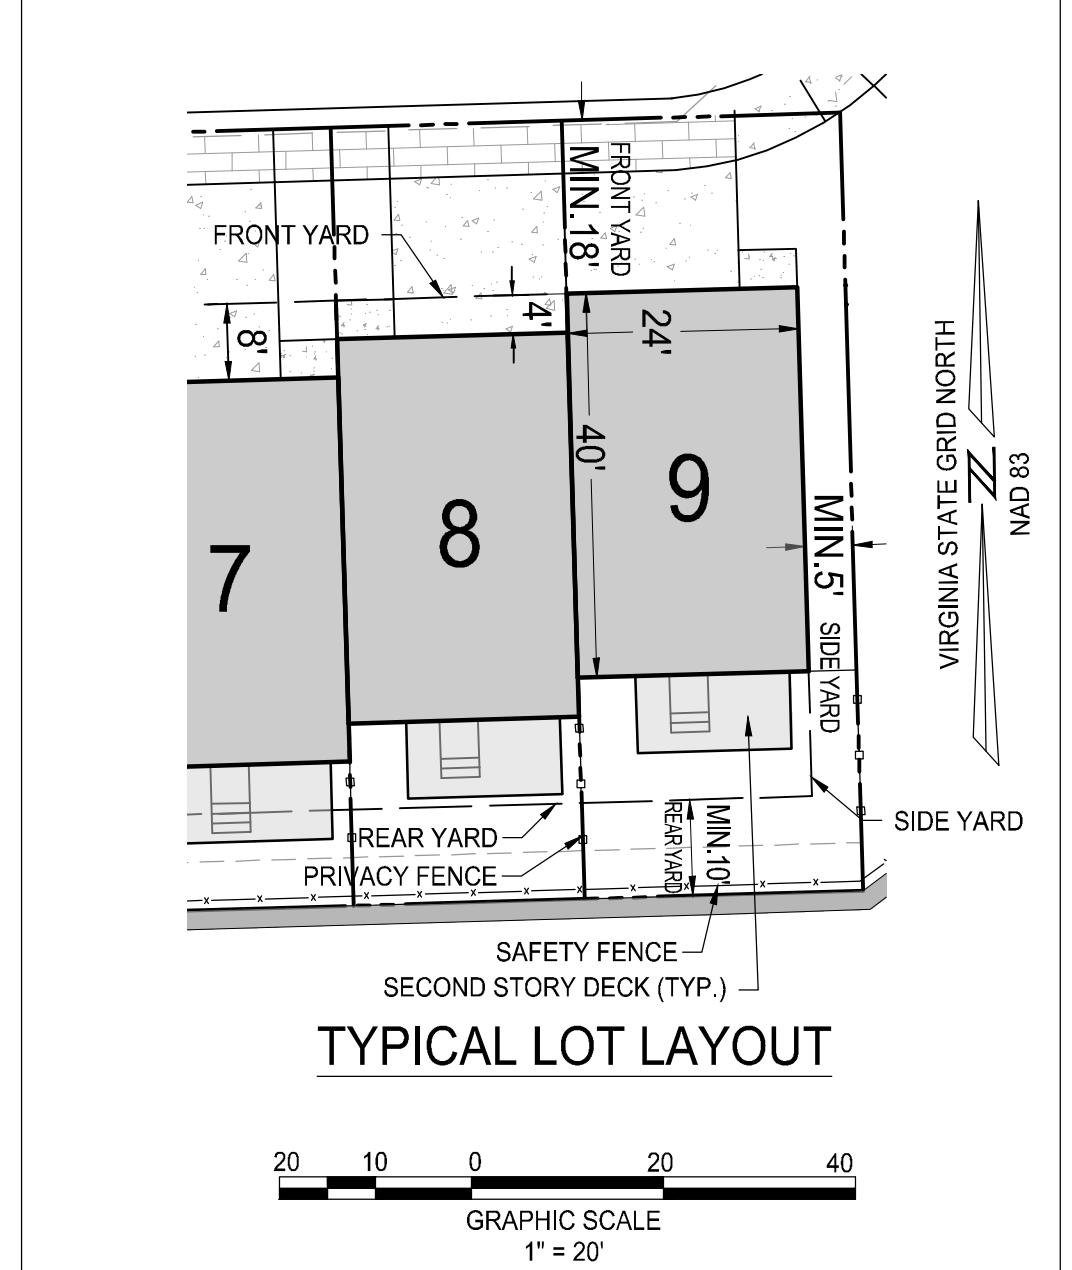 FRONT YARD
MIN. 18'
FRONT YARD
8'
4'
24'
40'
7
8
9
MIN.5'
SIDE YARD
VIRGINIA STATE GRID NORTH
N
NAD 83
REAR YARD
MIN.10'
REAR YARD
SIDE YARD
PRIVACY FENCE
x x x x x x x x x x x x
SAFETY FENCE
SECOND STORY DECK (TYP.)
TYPICAL LOT LAYOUT
20 10 0 20 40
GRAPHIC SCALE
1" = 20'